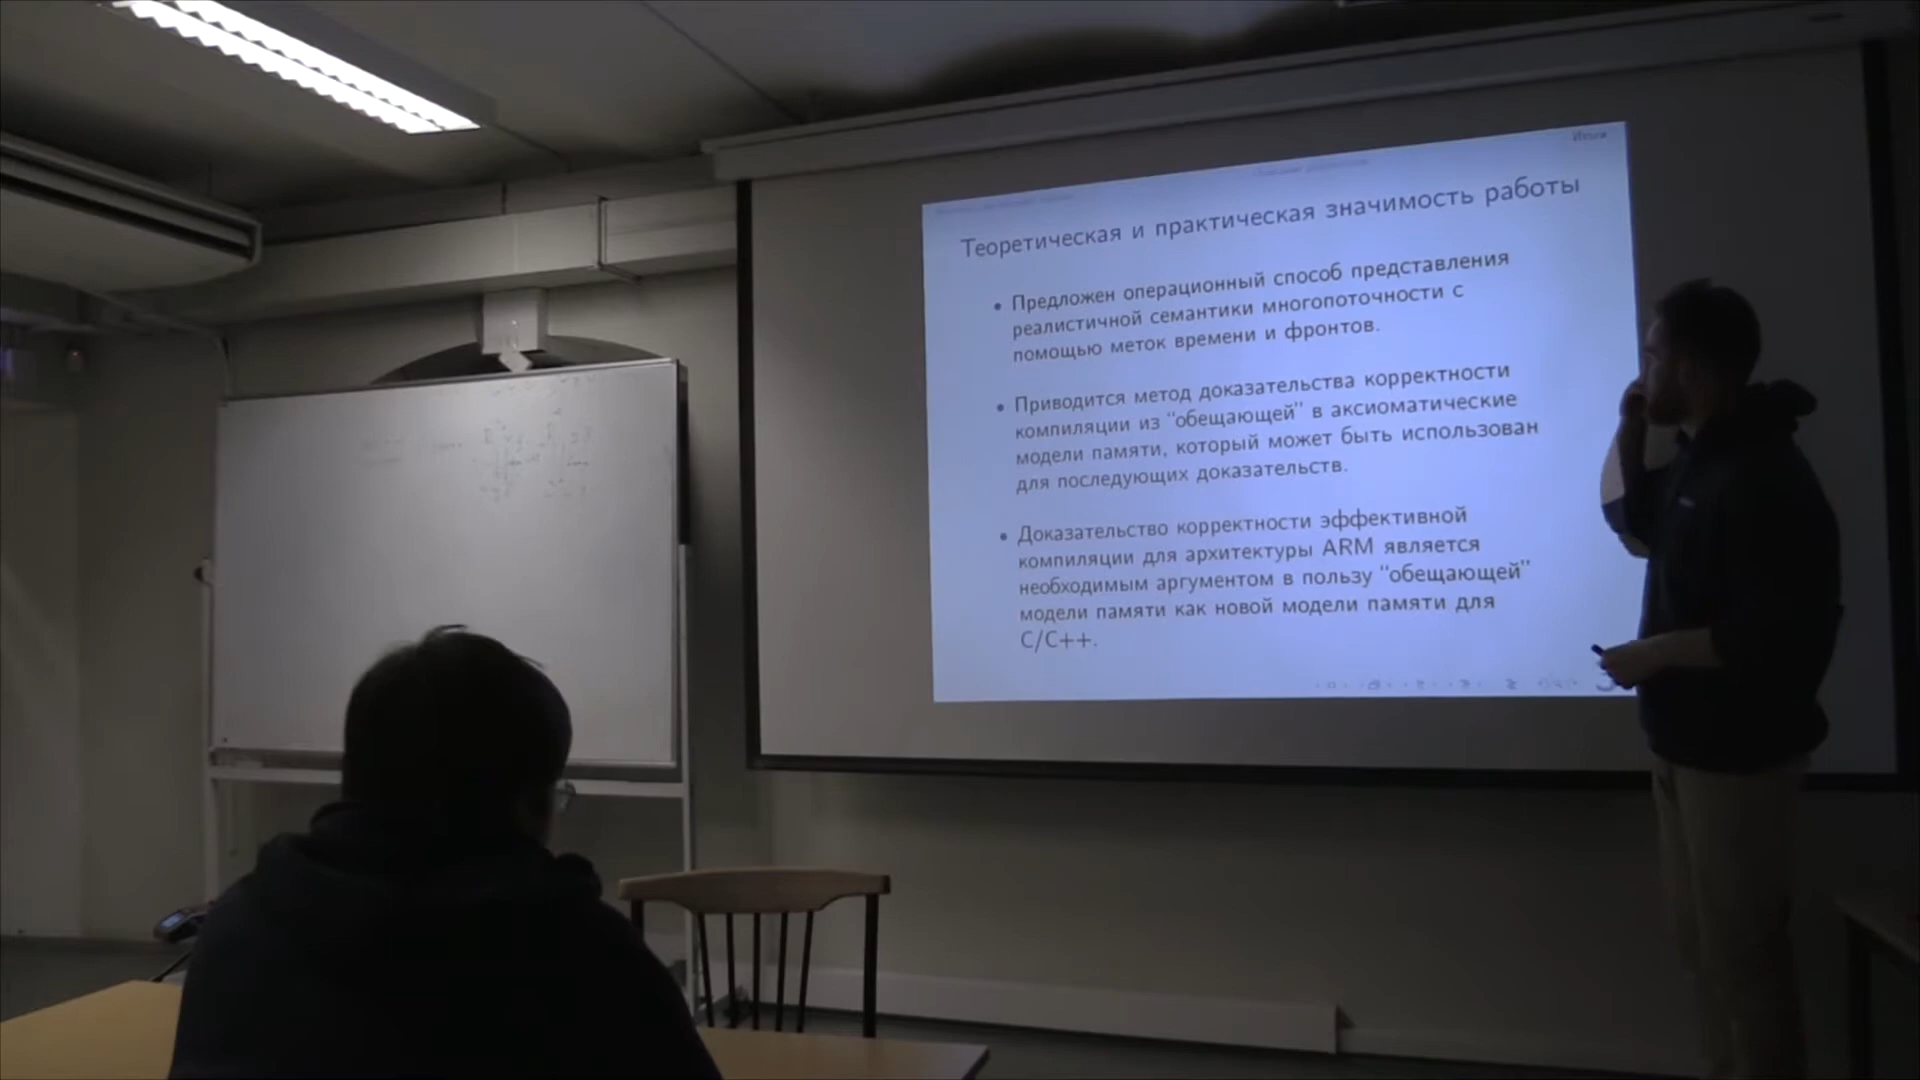 Итоги
Теоретическая и практическая значимость работы
• Предложен операционный способ представления
реалистичной семантики многопоточности с
помощью меток времени и фронтов.
• Приводится метод доказательства корректности
компиляции из “обещающей” в аксиоматические
модели памяти, который может быть использован
для последующих доказательств.
• Доказательство корректности эффективной
компиляции для архитектуры ARM является
необходимым аргументом в пользу “обещающей”
модели памяти как новой модели памяти для
C/C++.